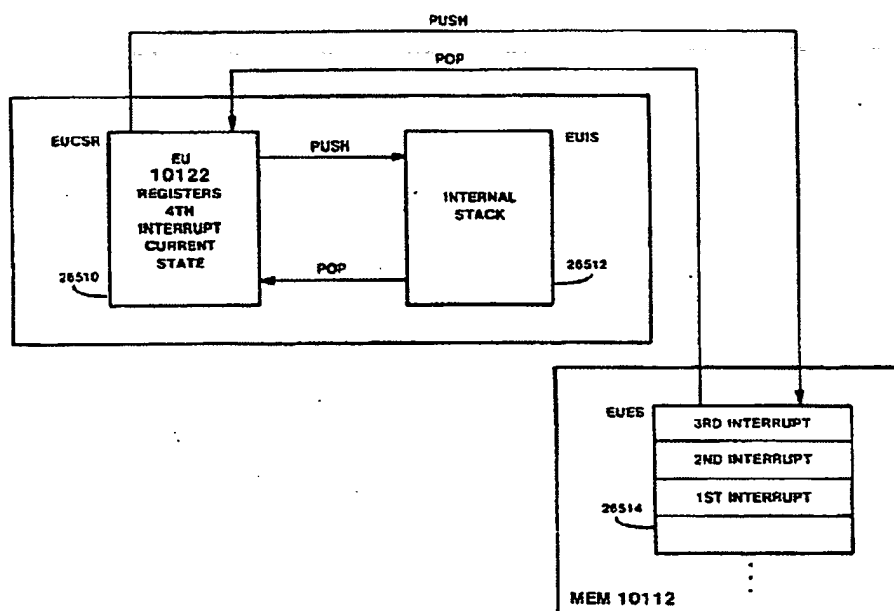 PUSH
POP
EUCSR
EU
10122
REGISTERS
4TH
INTERRUPT
CURRENT
STATE
26510
PUSH
POP
EUIS
INTERNAL
STACK
26512
EUES
3RD INTERRUPT
2ND INTERRUPT
1ST INTERRUPT
26514
MEM 10112